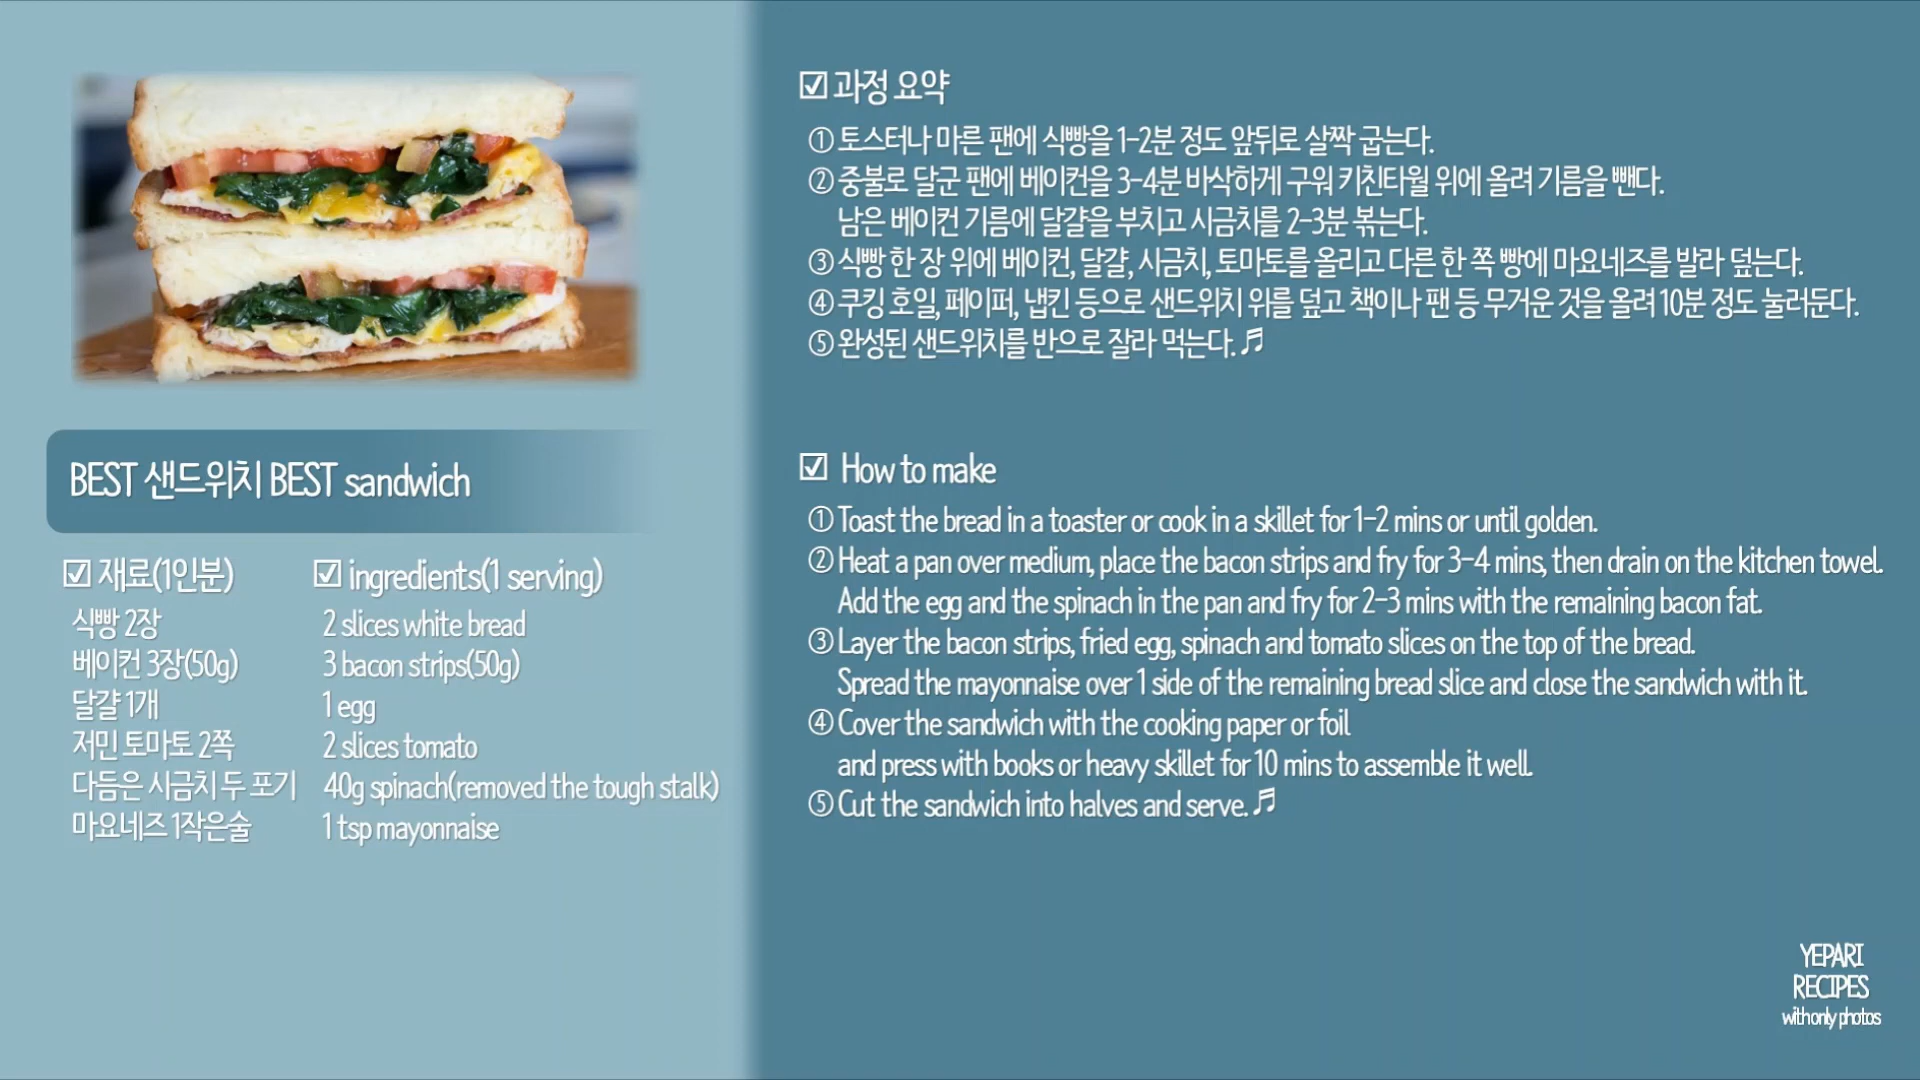 BEST 샌드위치 BEST sandwich
☑ 재료(1인분)
식빵 2장
베이컨 3장(50g)
달걀 1개
저민 토마토 2쪽
다듬은 시금치 두 포기
마요네즈 1작은술
☑ ingredients(1 serving)
2 slices white bread
3 bacon strips(50g)
1 egg
2 slices tomato
40g spinach(removed the tough stalk)
1 tsp mayonnaise
☑ 과정 요약
① 토스터나 마른 팬에 식빵을 1-2분 정도 앞뒤로 살짝 굽는다.
② 중불로 달군 팬에 베이컨을 3-4분 바삭하게 구워 키친타월 위에 올려 기름을 뺀다.
남은 베이컨 기름에 달걀을 부치고 시금치를 2-3분 볶는다.
③ 식빵 한 장 위에 베이컨, 달걀, 시금치, 토마토를 올리고 다른 한 쪽 빵에 마요네즈를 발라 덮는다.
④ 쿠킹 호일, 페이퍼, 냅킨 등으로 샌드위치 위를 덮고 책이나 팬 등 무거운 것을 올려 10분 정도 눌러둔다.
⑤ 완성된 샌드위치를 반으로 잘라 먹는다.♬
☑ How to make
① Toast the bread in a toaster or cook in a skillet for 1-2 mins or until golden.
② Heat a pan over medium, place the bacon strips and fry for 3-4 mins, then drain on the kitchen towel.
Add the egg and the spinach in the pan and fry for 2-3 mins with the remaining bacon fat.
③ Layer the bacon strips, fried egg, spinach and tomato slices on the top of the bread.
Spread the mayonnaise over 1 side of the remaining bread slice and close the sandwich with it.
④ Cover the sandwich with the cooking paper or foil
and press with books or heavy skillet for 10 mins to assemble it well.
⑤ Cut the sandwich into halves and serve.♬
YEPARI
RECIPES
with only photos